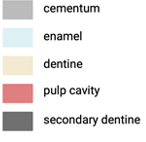 cementum
enamel
dentine
pulp cavity
secondary dentine